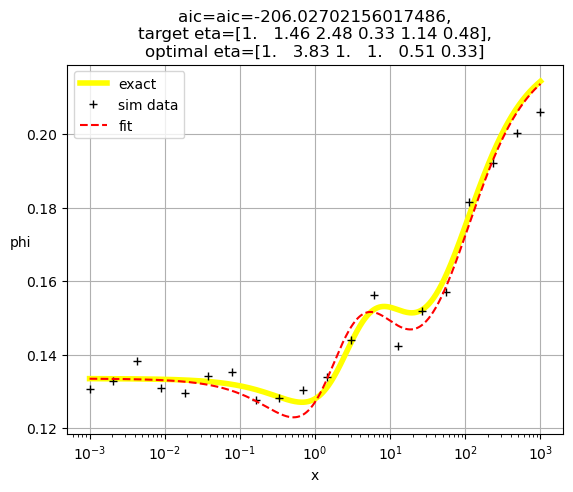 aic=aic=-206.02702156017486,
target eta=[1.   1.46 2.48 0.33 1.14 0.48],
optimal eta=[1.   3.83 1.   1.   0.51 0.33]
exact
sim data
fit
0.20
0.18
phi
0.16
0.14
0.12
10⁻³ 10⁻² 10⁻¹ 10⁰ 10¹ 10² 10³
x